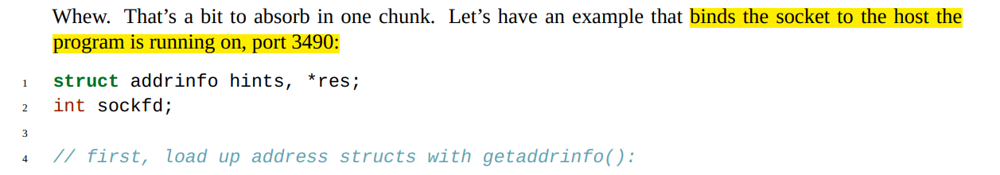 Whew. That’s a bit to absorb in one chunk. Let’s have an example that binds the socket to the host the
program is running on, port 3490:
1 struct addrinfo hints, *res;
2 int sockfd;
3
4 // first, load up address structs with getaddrinfo():